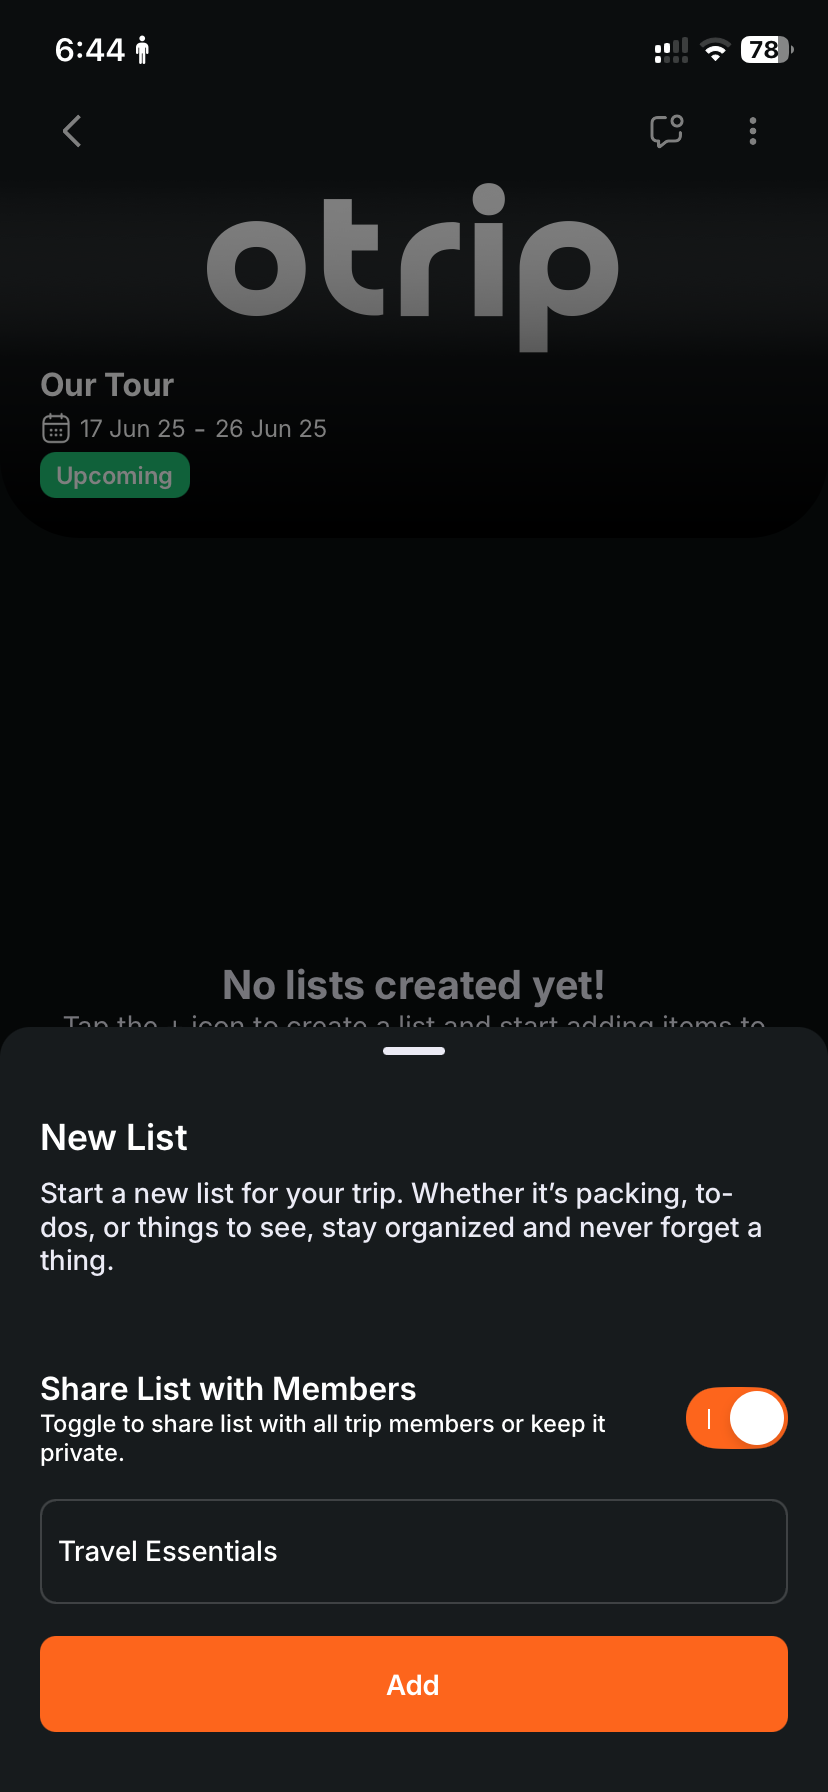 6:44
78
otrip
Our Tour
17 Jun 25 - 26 Jun 25
Upcoming
No lists created yet!
Tap the + icon to create a list and start adding items to
New List
Start a new list for your trip. Whether it’s packing, to-
dos, or things to see, stay organized and never forget a
thing.
Share List with Members
Toggle to share list with all trip members or keep it
private.
Travel Essentials
Add